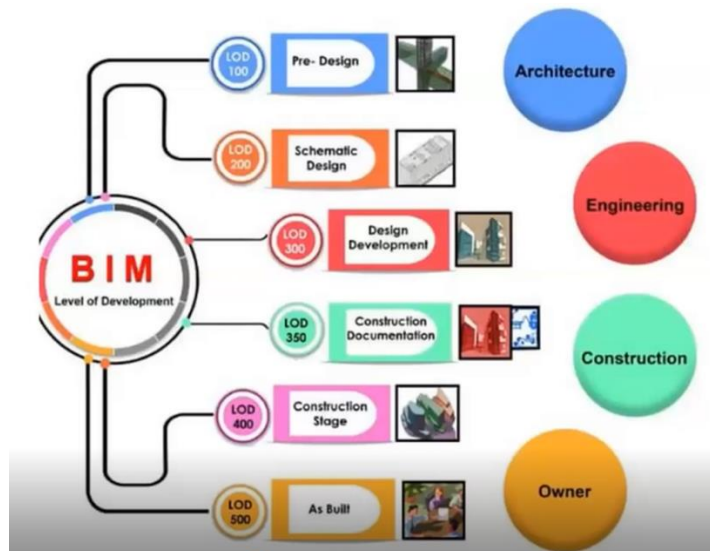 LOD
100
Pre- Design
Architecture
LOD
200
Schematic
Design
Engineering
LOD
300
Design
Development
BIM
Level of Development
LOD
350
Construction
Documentation
Construction
LOD
400
Construction
Stage
Owner
LOD
500
As Built